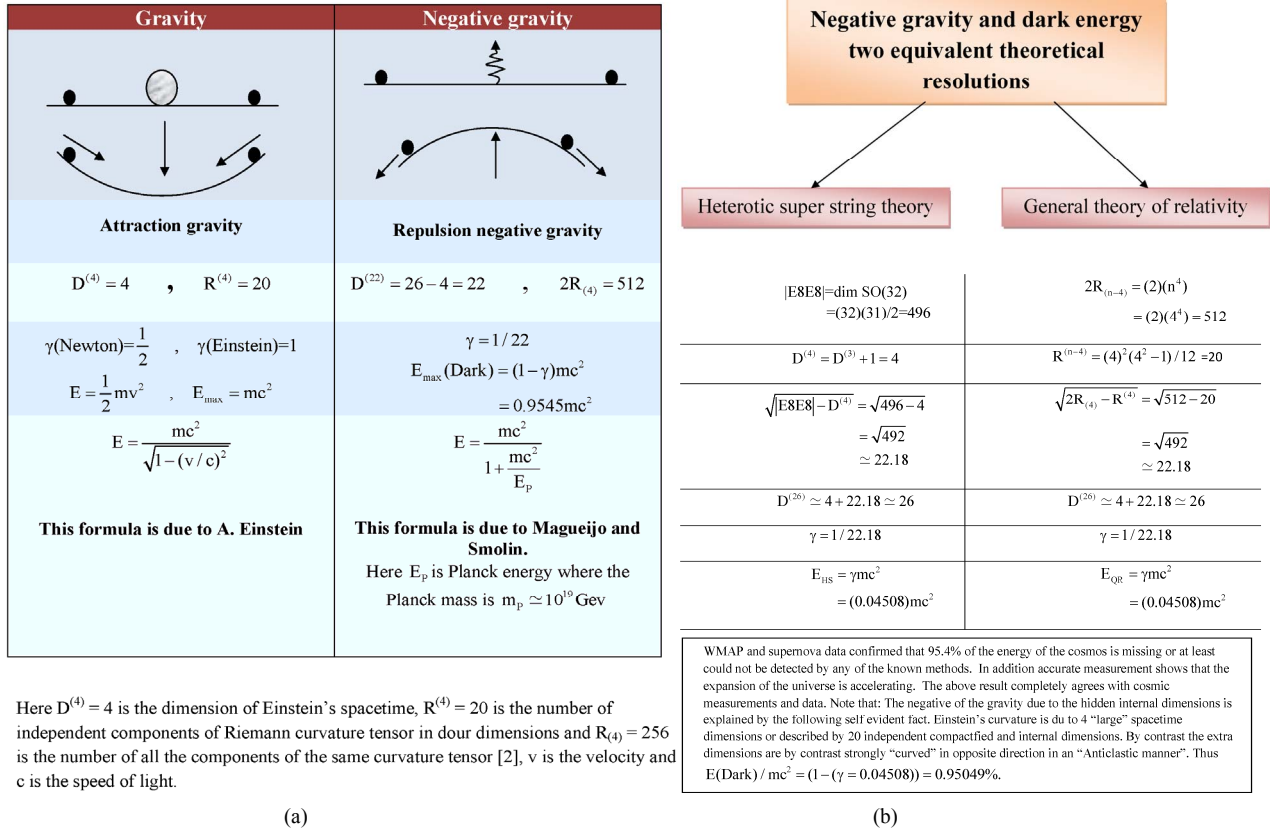 Gravity
Attraction gravity
D^(4) = 4 , R^(4) = 20
γ(Newton)=1/2 , γ(Einstein)=1
E = 1/2 mv² , E_max = mc²
E = mc² / √(1−(v/c)²)
This formula is due to A. Einstein
Negative gravity
Repulsion negative gravity
D^(22) = 26 − 4 = 22 , 2R_(4) = 512
γ = 1/22
E_max (Dark) = (1−γ)mc²
= 0.9545mc²
E = mc² / (1 + mc²/E_P)
This formula is due to Magueijo and
Smolin.
Here E_P is Planck energy where the
Planck mass is m_P ≃ 10^19 Gev
Here D^(4) = 4 is the dimension of Einstein's spacetime, R^(4) = 20 is the number of
independent components of Riemann curvature tensor in dour dimensions and R_(4) = 256
is the number of all the components of the same curvature tensor [2], v is the velocity and
c is the speed of light.
(a)
Negative gravity and dark energy
two equivalent theoretical
resolutions
Heterotic super string theory
General theory of relativity
|E8E8|=dim SO(32)
=(32)(31)/2=496
2R_(n−4) = (2)(n^4)
= (2)(4^4) = 512
D^(4) = D^(3) + 1 = 4
R^(n−4) = (4)²(4² −1)/12 =20
√(|E8E8| − D^(4)) = √(496−4)
= √492
≃ 22.18
√(2R_(4) − R^(4)) = √(512−20)
= √492
≃ 22.18
D^(26) ≃ 4 + 22.18 ≃ 26
D^(26) ≃ 4 + 22.18 ≃ 26
γ = 1/22.18
γ = 1/22.18
E_HS = γmc²
= (0.04508)mc²
E_QR = γmc²
= (0.04508)mc²
WMAP and supernova data confirmed that 95.4% of the energy of the cosmos is missing or at least
could not be detected by any of the known methods. In addition accurate measurement shows that the
expansion of the universe is accelerating. The above result completely agrees with cosmic
measurements and data. Note that: The negative of the gravity due to the hidden internal dimensions is
explained by the following self evident fact. Einstein's curvature is du to 4 “large” spacetime
dimensions or described by 20 independent compactfied and internal dimensions. By contrast the extra
dimensions are by contrast strongly “curved” in opposite direction in an “Anticlastic manner”. Thus
E(Dark) / mc² = (1−(γ = 0.04508)) = 0.95049%.
(b)